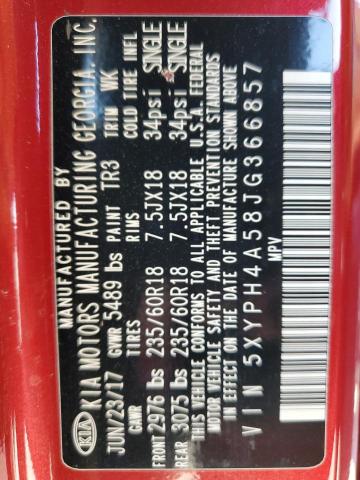 MANUFACTURED BY
KIA KIA MOTORS MANUFACTURING GEORGIA, INC.
JUN/23/17 PAINT TR3 TRIM WK
GVWR 5489 lbs
GAWR TIRES RIMS COLD TIRE INFL
FRONT 2976 lbs 235/60R18 7.5JX18 34psi SINGLE
REAR 3075 lbs 235/60R18 7.5JX18 34psi SINGLE
THIS VEHICLE CONFORMS TO ALL APPLICABLE U.S.A. FEDERAL
MOTOR VEHICLE SAFETY AND THEFT PREVENTION STANDARDS
IN EFFECT ON THE DATE OF MANUFACTURE SHOWN ABOVE
VIN 5XYPH4A58JG366857
MPV